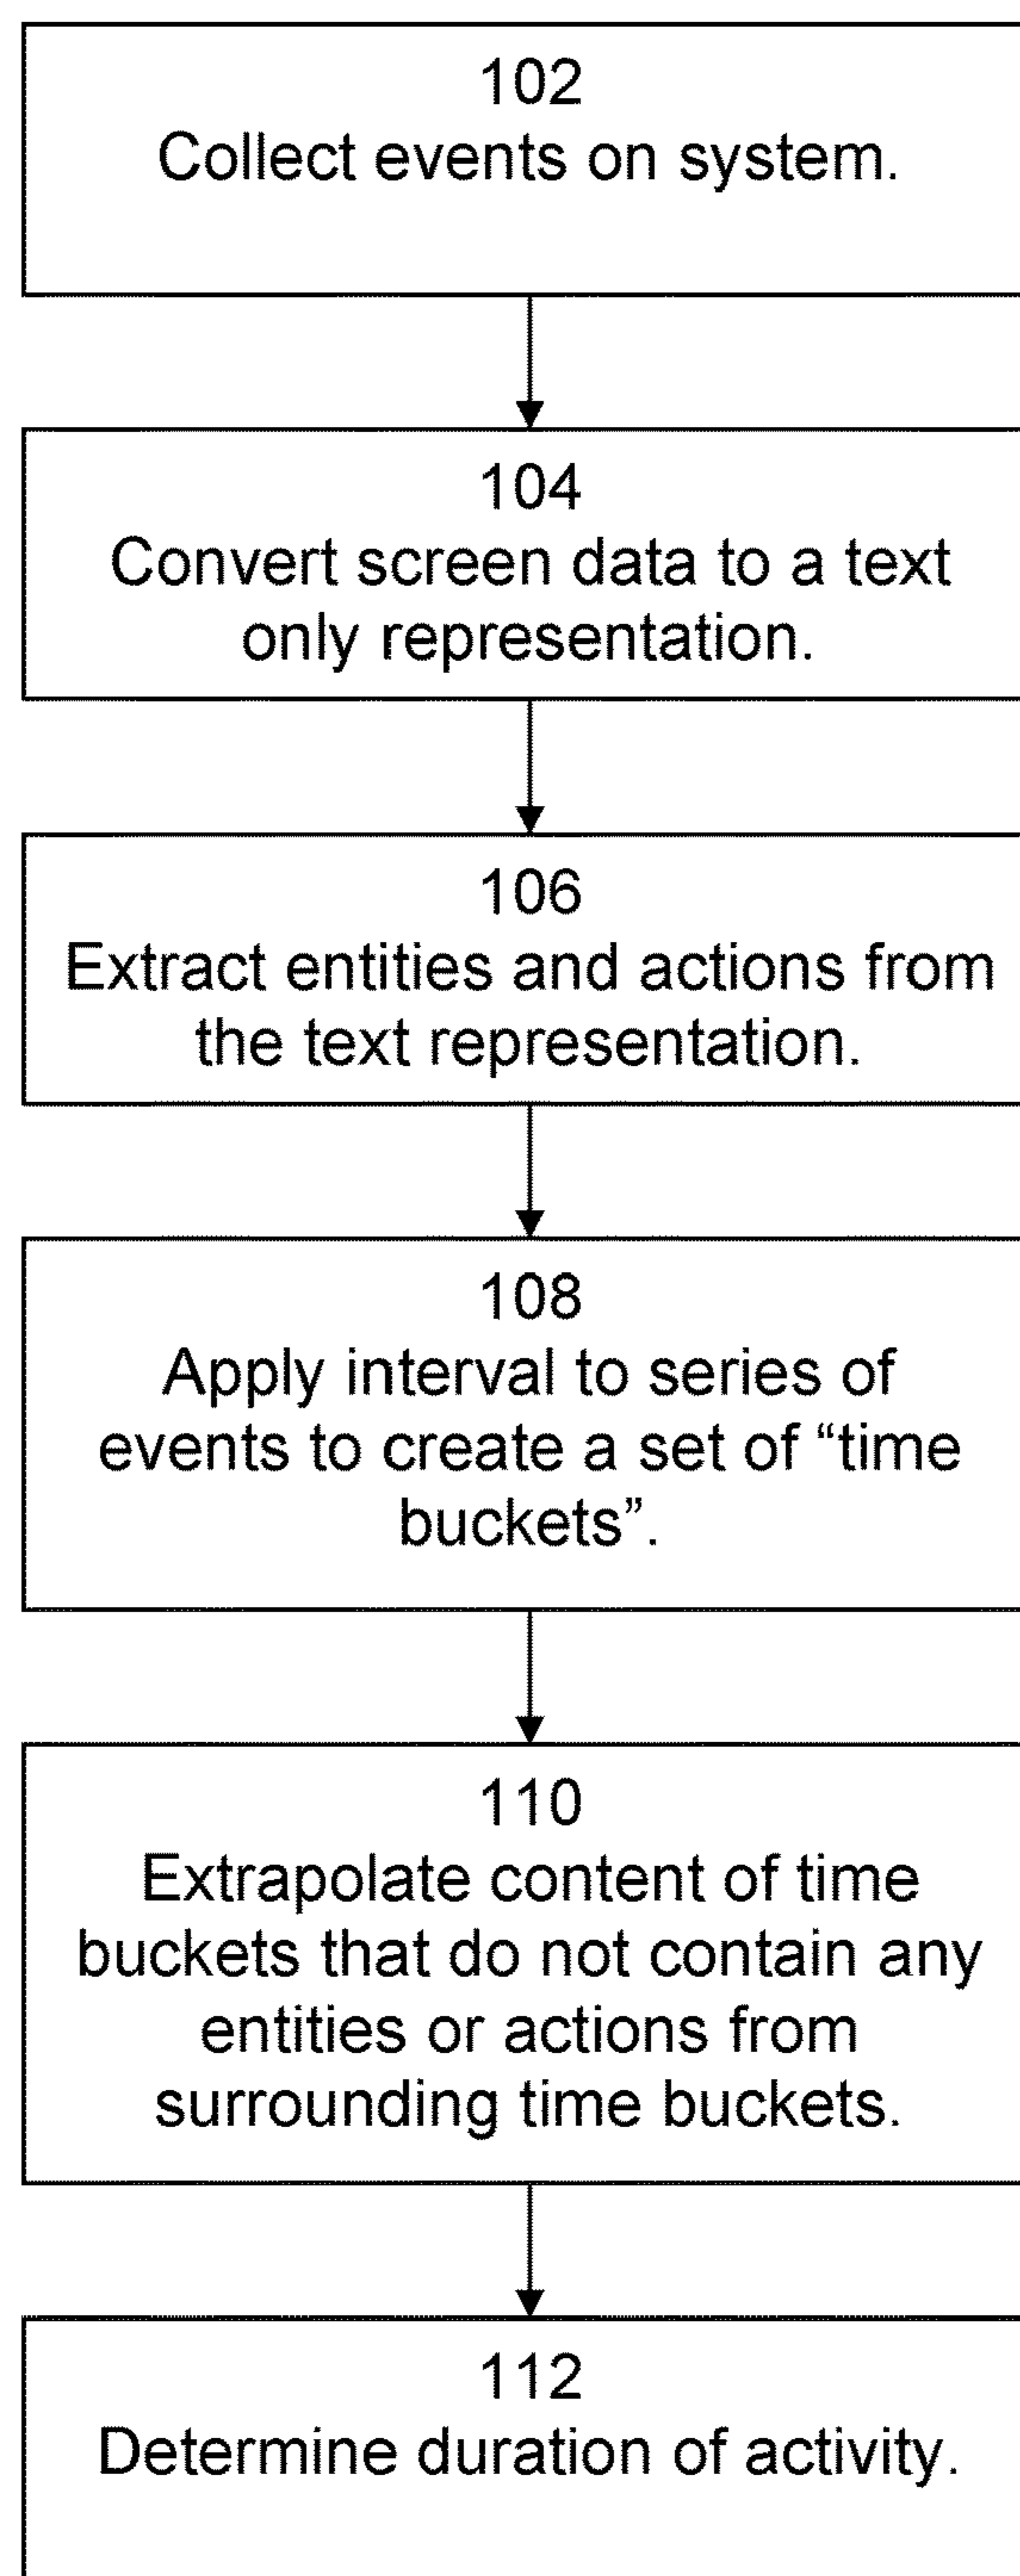 102
Collect events on system.
104
Convert screen data to a text
only representation.
106
Extract entities and actions from
the text representation.
108
Apply interval to series of
events to create a set of “time
buckets”.
110
Extrapolate content of time
buckets that do not contain any
entities or actions from
surrounding time buckets.
112
Determine duration of activity.